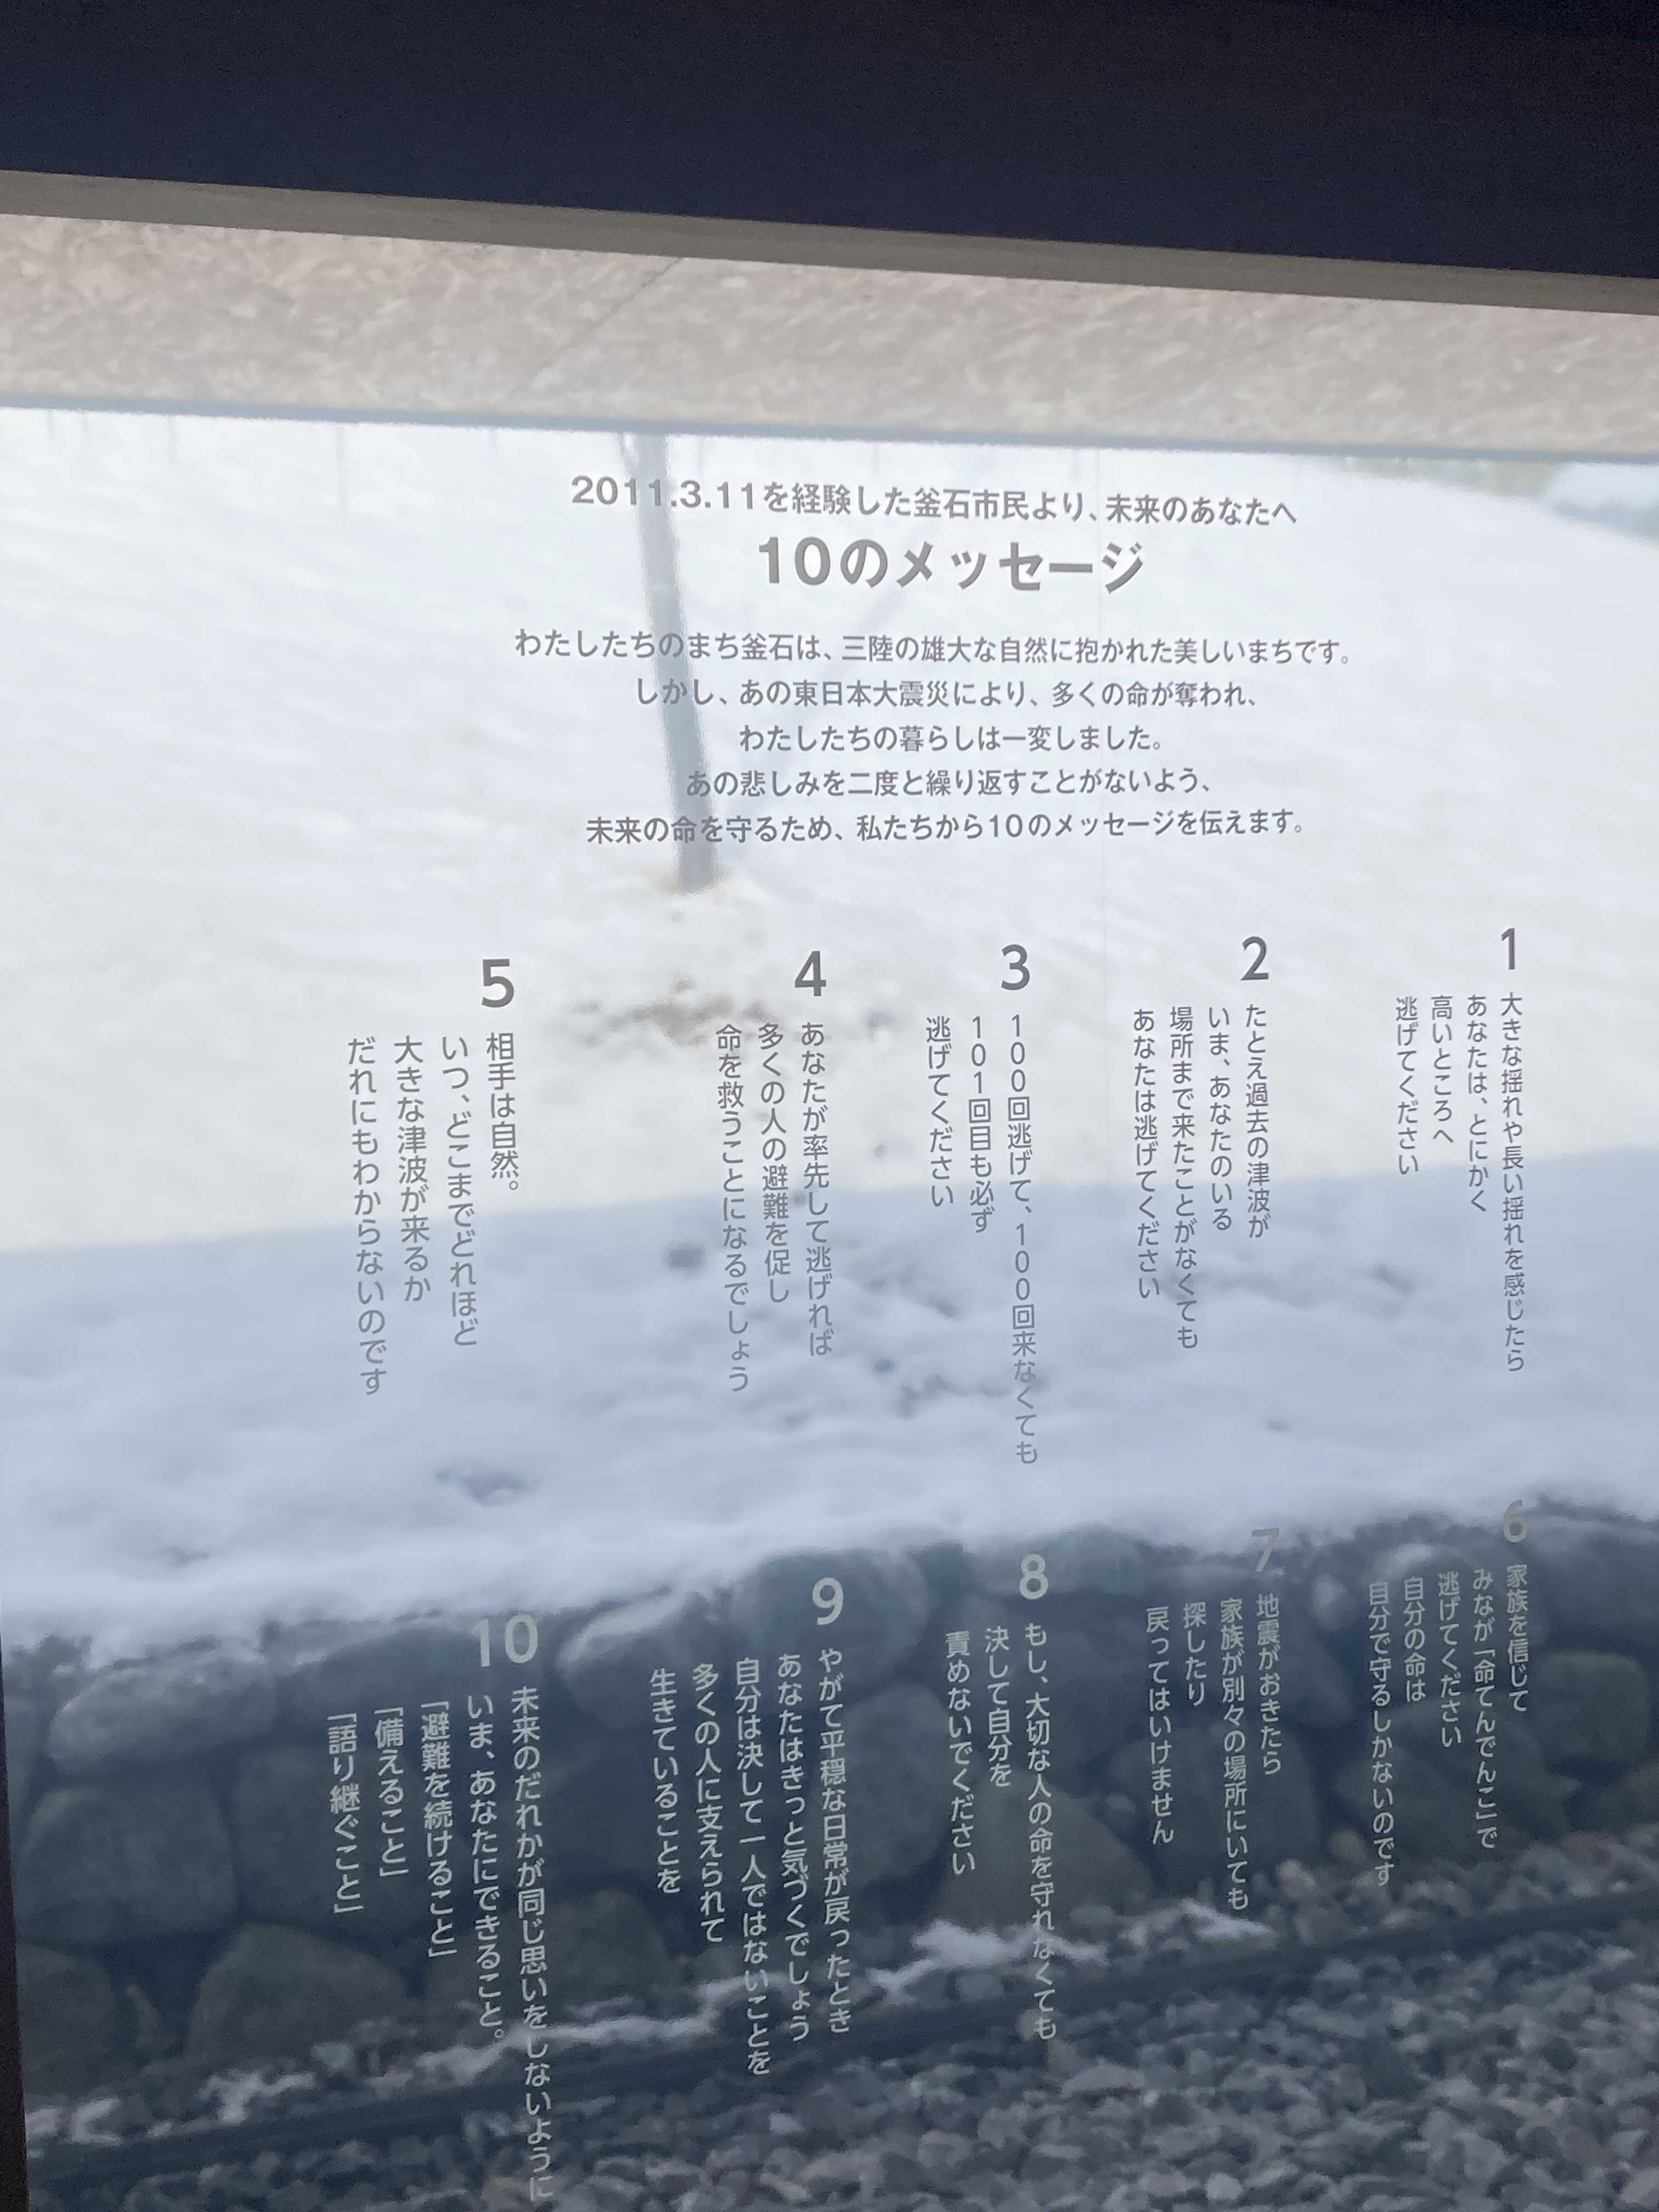 2011.3.11を経験した釜石市民より、未来のあなたへ
10のメッセージ
わたしたちのまち釜石は、三陸の雄大な自然に抱かれた美しいまちです。
しかし、あの東日本大震災により、多くの命が奪われ、
わたしたちの暮らしは一変しました。
あの悲しみを二度と繰り返すことがないよう、
未来の命を守るため、私たちから10のメッセージを伝えます。
1
大きな揺れや長い揺れを感じたら
あなたは、とにかく
高いところへ
逃げてください
2
たとえ過去の津波が
いま、あなたのいる
場所まで来たことがなくても
あなたは逃げてください
3
100回逃げて、100回来なくても
101回目も必ず
逃げてください
4
あなたが率先して逃げれば
多くの人の避難を促し
命を救うことになるでしょう
5
相手は自然。
いつ、どこまでどれほど
大きな津波が来るか
だれにもわからないのです
6
家族を信じて
みなが「命てんでんこ」で
逃げてください
自分の命は
自分で守るしかないのです
7
地震がおきたら
家族が別々の場所にいても
探したり
戻ってはいけません
8
もし、大切な人の命を守れなくても
決して自分を
責めないでください
9
やがて平穏な日常が戻ったとき
あなたはきっと気づくでしょう
自分は決して一人ではないことを
多くの人に支えられて
生きていることを
10
未来のだれかが同じ思いをしないように
いま、あなたにできること。
「避難を続けること」
「備えること」
「語り継ぐこと」